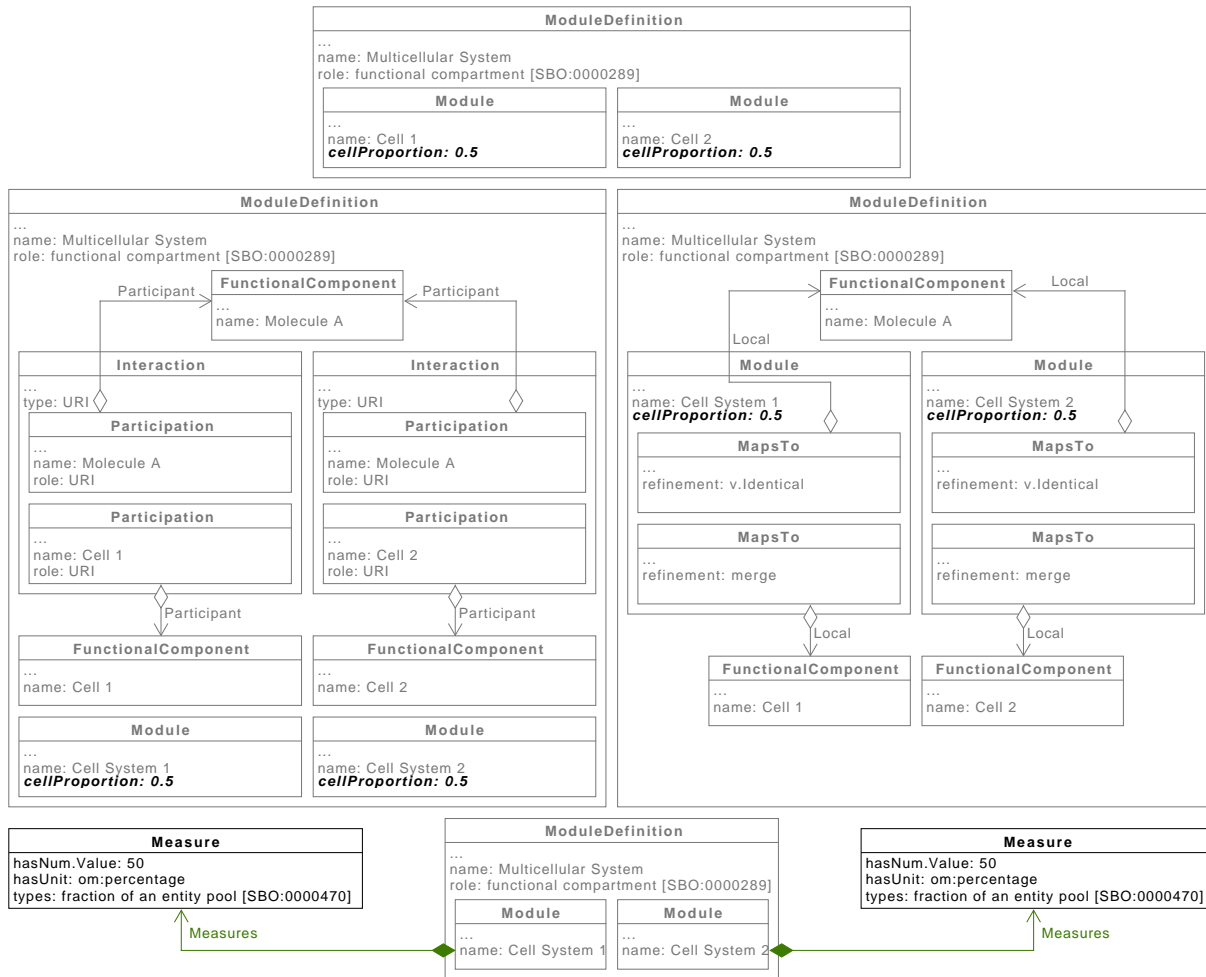 ModuleDefinition
...
name: Multicellular System
role: functional compartment [SBO:0000289]
Module
...
name: Cell 1
cellProportion: 0.5
Module
...
name: Cell 2
cellProportion: 0.5
ModuleDefinition
...
name: Multicellular System
role: functional compartment [SBO:0000289]
Participant
FunctionalComponent
...
name: Molecule A
Participant
Interaction
...
type: URI
Participation
...
name: Molecule A
role: URI
Participation
...
name: Cell 1
role: URI
Participant
Interaction
...
type: URI
Participation
...
name: Molecule A
role: URI
Participation
...
name: Cell 2
role: URI
Participant
FunctionalComponent
...
name: Cell 1
FunctionalComponent
...
name: Cell 2
Module
...
name: Cell System 1
cellProportion: 0.5
Module
...
name: Cell System 2
cellProportion: 0.5
ModuleDefinition
...
name: Multicellular System
role: functional compartment [SBO:0000289]
FunctionalComponent
...
name: Molecule A
Local
Local
Module
...
name: Cell System 1
cellProportion: 0.5
MapsTo
...
refinement: v.Identical
MapsTo
...
refinement: merge
Local
Module
...
name: Cell System 2
cellProportion: 0.5
MapsTo
...
refinement: v.Identical
MapsTo
...
refinement: merge
Local
FunctionalComponent
...
name: Cell 1
FunctionalComponent
...
name: Cell 2
Measure
hasNum.Value: 50
hasUnit: om:percentage
types: fraction of an entity pool [SBO:0000470]
Measures
ModuleDefinition
...
name: Multicellular System
role: functional compartment [SBO:0000289]
Module
...
name: Cell System 1
Module
...
name: Cell System 2
Measure
hasNum.Value: 50
hasUnit: om:percentage
types: fraction of an entity pool [SBO:0000470]
Measures